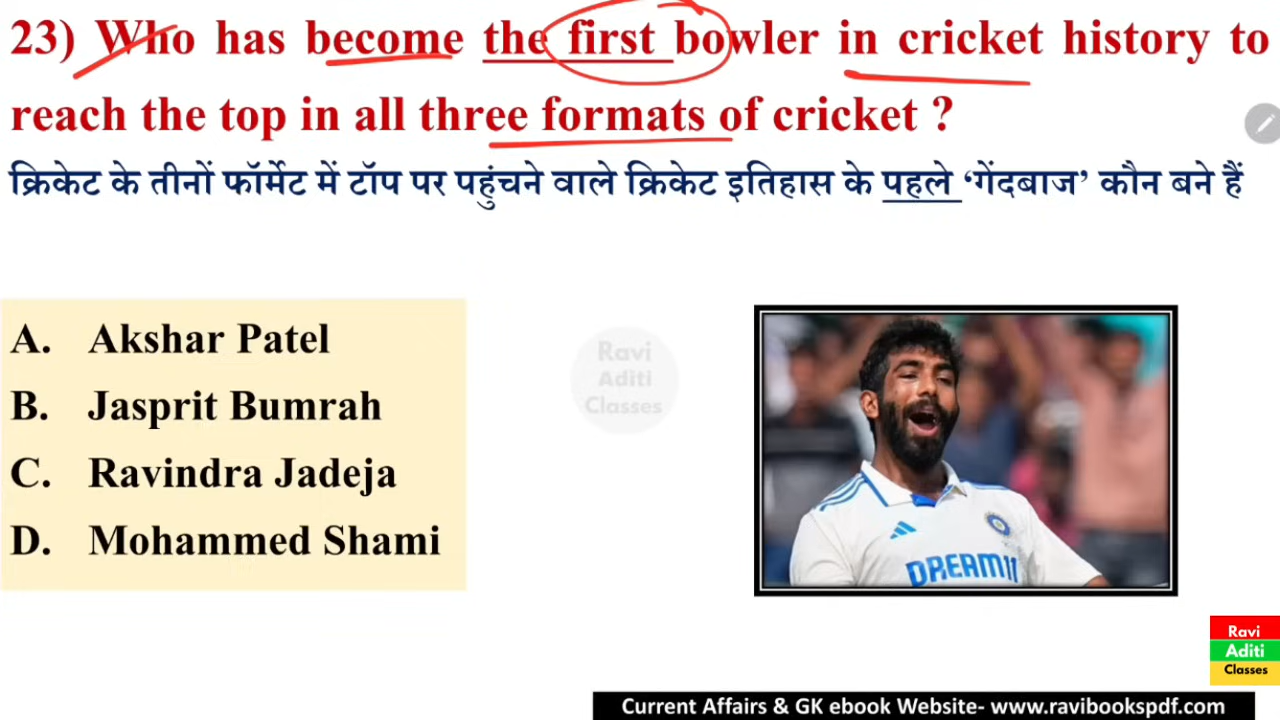 23) Who has become the first bowler in cricket history to
reach the top in all three formats of cricket ?
क्रिकेट के तीनों फॉर्मेट में टॉप पर पहुंचने वाले क्रिकेट इतिहास के पहले ‘गेंदबाज’ कौन बने हैं
A. Akshar Patel
B. Jasprit Bumrah
C. Ravindra Jadeja
D. Mohammed Shami
Ravi
Aditi
Classes
DREAM11
Ravi
Aditi
Classes
Current Affairs & GK ebook Website- www.ravibookspdf.com